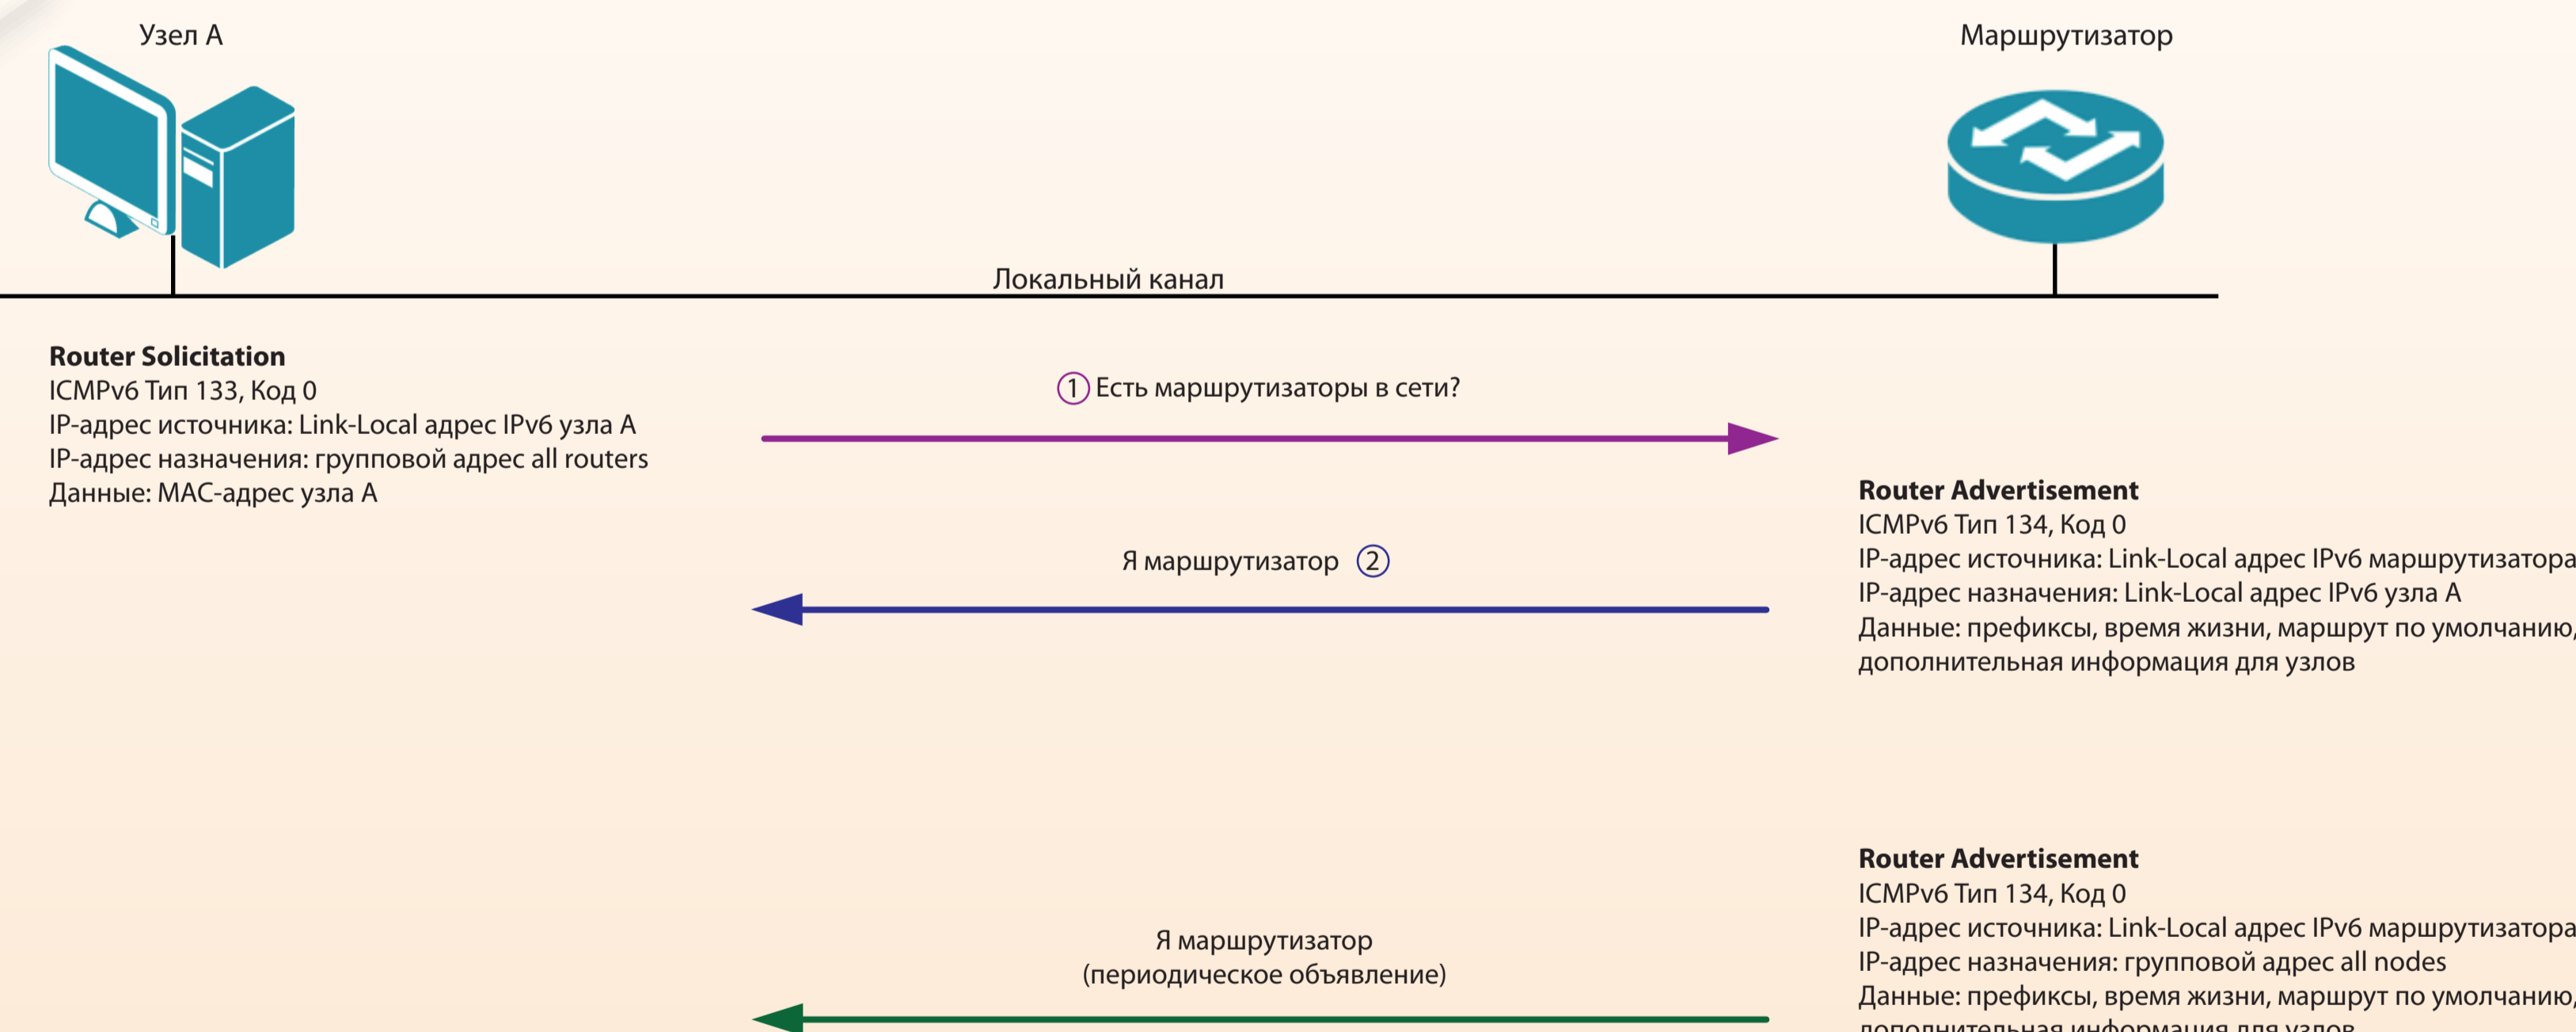 Узел А
Маршрутизатор
Локальный канал
Router Solicitation
ICMPv6 Тип 133, Код 0
IP-адрес источника: Link-Local адрес IPv6 узла А
IP-адрес назначения: групповой адрес all routers
Данные: MAC-адрес узла А
1 Есть маршрутизаторы в сети?
Я маршрутизатор 2
Router Advertisement
ICMPv6 Тип 134, Код 0
IP-адрес источника: Link-Local адрес IPv6 маршрутизатора
IP-адрес назначения: Link-Local адрес IPv6 узла А
Данные: префиксы, время жизни, маршрут по умолчанию,
дополнительная информация для узлов
Я маршрутизатор
(периодическое объявление)
Router Advertisement
ICMPv6 Тип 134, Код 0
IP-адрес источника: Link-Local адрес IPv6 маршрутизатора
IP-адрес назначения: групповой адрес all nodes
Данные: префиксы, время жизни, маршрут по умолчанию,
дополнительная информация для узлов